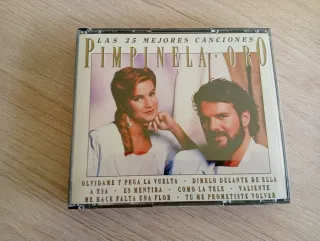 LAS 25 MEJORES CANCIONES
PIMPINELA · ORO
OLVIDAME Y PEGA LA VUELTA · DIMELO DELANTE DE ELLA
A ESA · ES MENTIRA · COMO LA TELE · VALIENTE
ME HACE FALTA UNA FLOR · TU ME PROMETISTE VOLVER